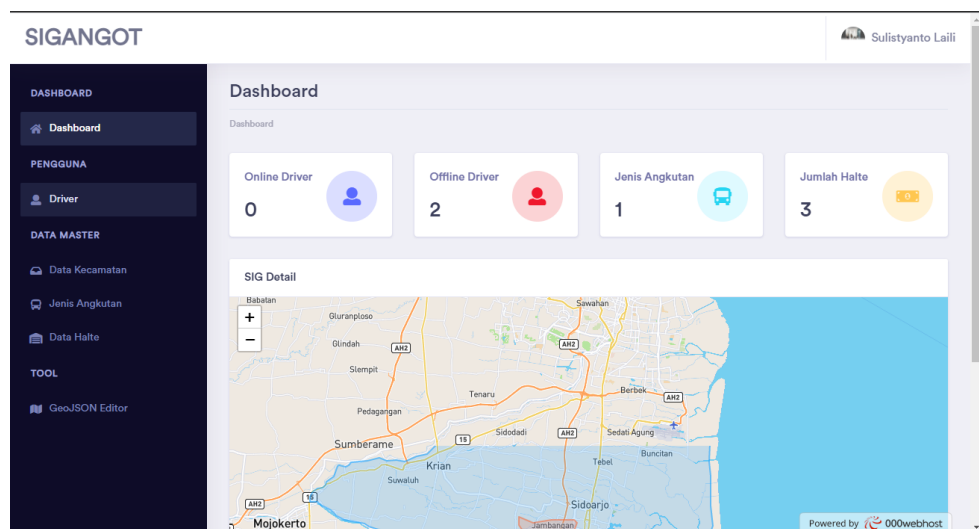 SIGANGOT
Sulistyanto Laili
DASHBOARD
Dashboard
PENGGUNA
Driver
DATA MASTER
Data Kecamatan
Jenis Angkutan
Data Halte
TOOL
GeoJSON Editor
Dashboard
Dashboard
Online Driver
0
Offline Driver
2
Jenis Angkutan
1
Jumlah Halte
3
SIG Detail
+
−
Babatan
Sawahan
Gluranploso
Glindah
AH2
AH2
Slempit
Tenaru
Berbek
AH2
Pedagangan
Sidodadi
AH2
Sedati Agung
15
Sumberame
Buncitan
Krian
Tebel
Suwaluh
15
AH2
Sidoarjo
Mojokerto
Jambangan
Powered by 000webhost